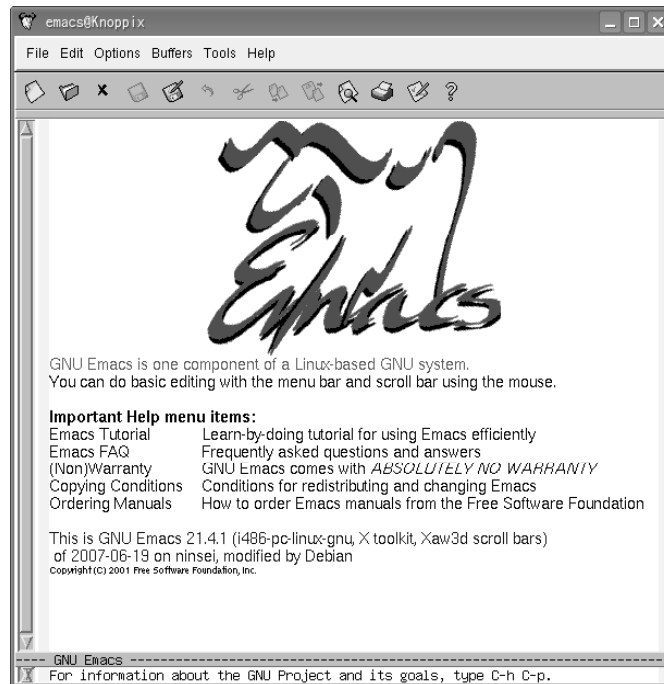 emacs@Knoppix
File Edit Options Buffers Tools Help
Emacs
GNU Emacs is one component of a Linux-based GNU system.
You can do basic editing with the menu bar and scroll bar using the mouse.
Important Help menu items:
Emacs Tutorial Learn-by-doing tutorial for using Emacs efficiently
Emacs FAQ Frequently asked questions and answers
(Non)Warranty GNU Emacs comes with ABSOLUTELY NO WARRANTY
Copying Conditions Conditions for redistributing and changing Emacs
Ordering Manuals How to order Emacs manuals from the Free Software Foundation
This is GNU Emacs 21.4.1 (i486-pc-linux-gnu, X toolkit, Xaw3d scroll bars)
of 2007-06-19 on ninsei, modified by Debian
Copyright (C) 2001 Free Software Foundation, Inc.
---- GNU Emacs ----
For information about the GNU Project and its goals, type C-h C-p.